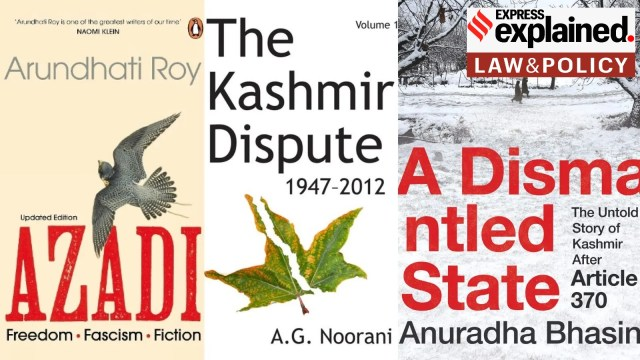 'Arundhati Roy is one of the greatest writers of our time'
NAOMI KLEIN
Arundhati Roy
Updated Edition
AZADI
Freedom • Fascism • Fiction
Volume 1
The
Kashmir
Dispute
1947–2012
A.G. Noorani
EXPRESS
explained.
LAW&POLICY
A Disma
ntled
State
The Untold
Story of
Kashmir
After
Article
370
Anuradha Bhasin